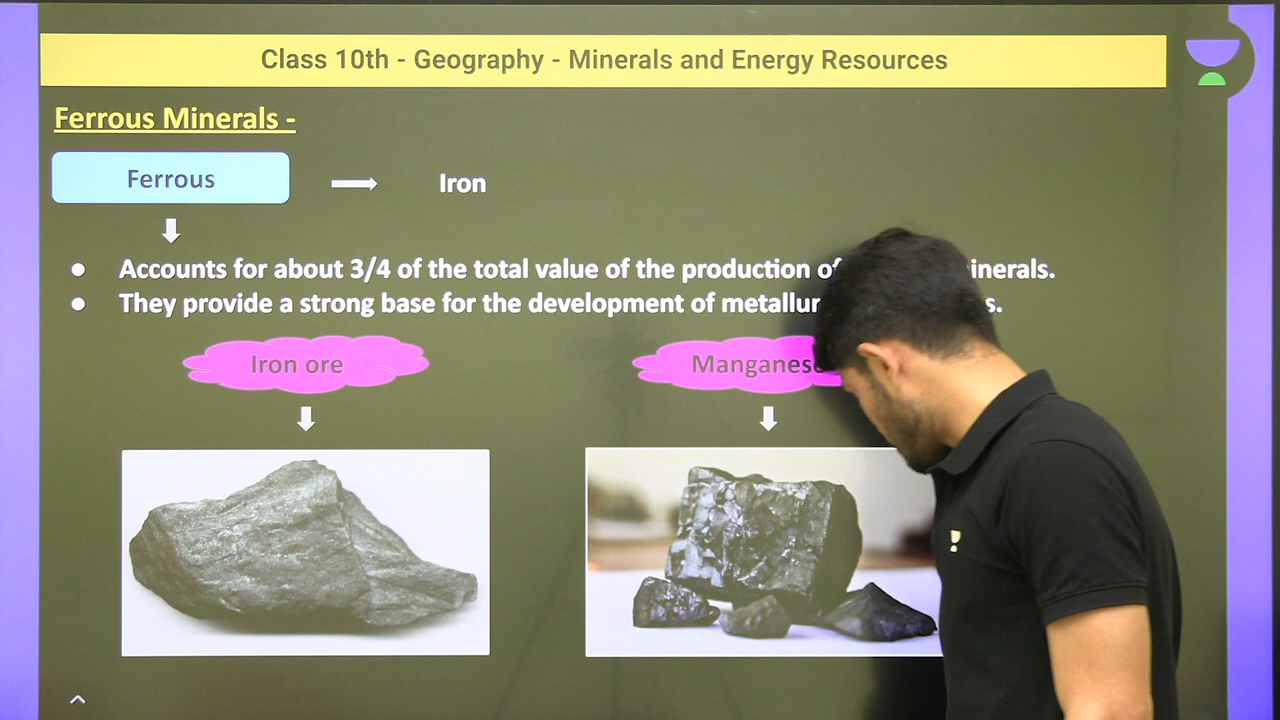 Class 10th - Geography - Minerals and Energy Resources
Ferrous Minerals -
Ferrous
Iron
● Accounts for about 3/4 of the total value of the production of inerals.
● They provide a strong base for the development of metallur s.
Iron ore
Manganese